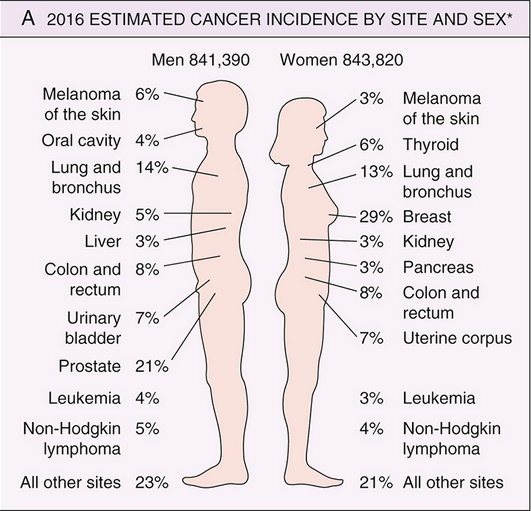 A 2016 ESTIMATED CANCER INCIDENCE BY SITE AND SEX*
Men 841,390
Women 843,820
Melanoma 6%
of the skin
Oral cavity 4%
Lung and 14%
bronchus
Kidney 5%
Liver 3%
Colon and 8%
rectum
Urinary 7%
bladder
Prostate 21%
Leukemia 4%
Non-Hodgkin 5%
lymphoma
All other sites 23%
3% Melanoma
of the skin
6% Thyroid
13% Lung and
bronchus
29% Breast
3% Kidney
3% Pancreas
8% Colon and
rectum
7% Uterine corpus
3% Leukemia
4% Non-Hodgkin
lymphoma
21% All other sites